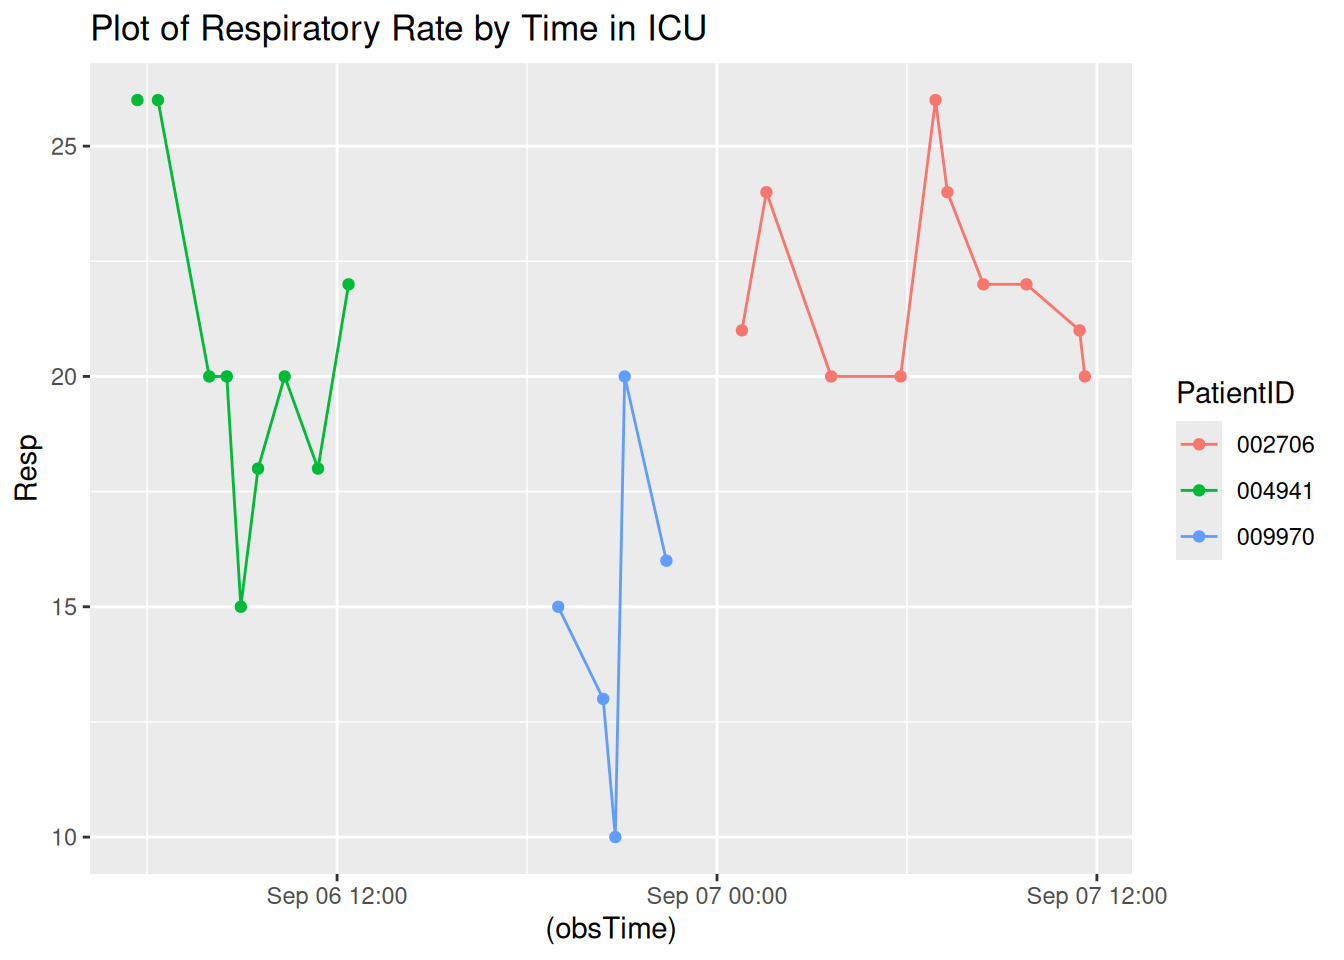 Plot of Respiratory Rate by Time in ICU
Resp
25
20
15
10
Sep 06 12:00
Sep 07 00:00
Sep 07 12:00
(obsTime)
PatientID
002706
004941
009970